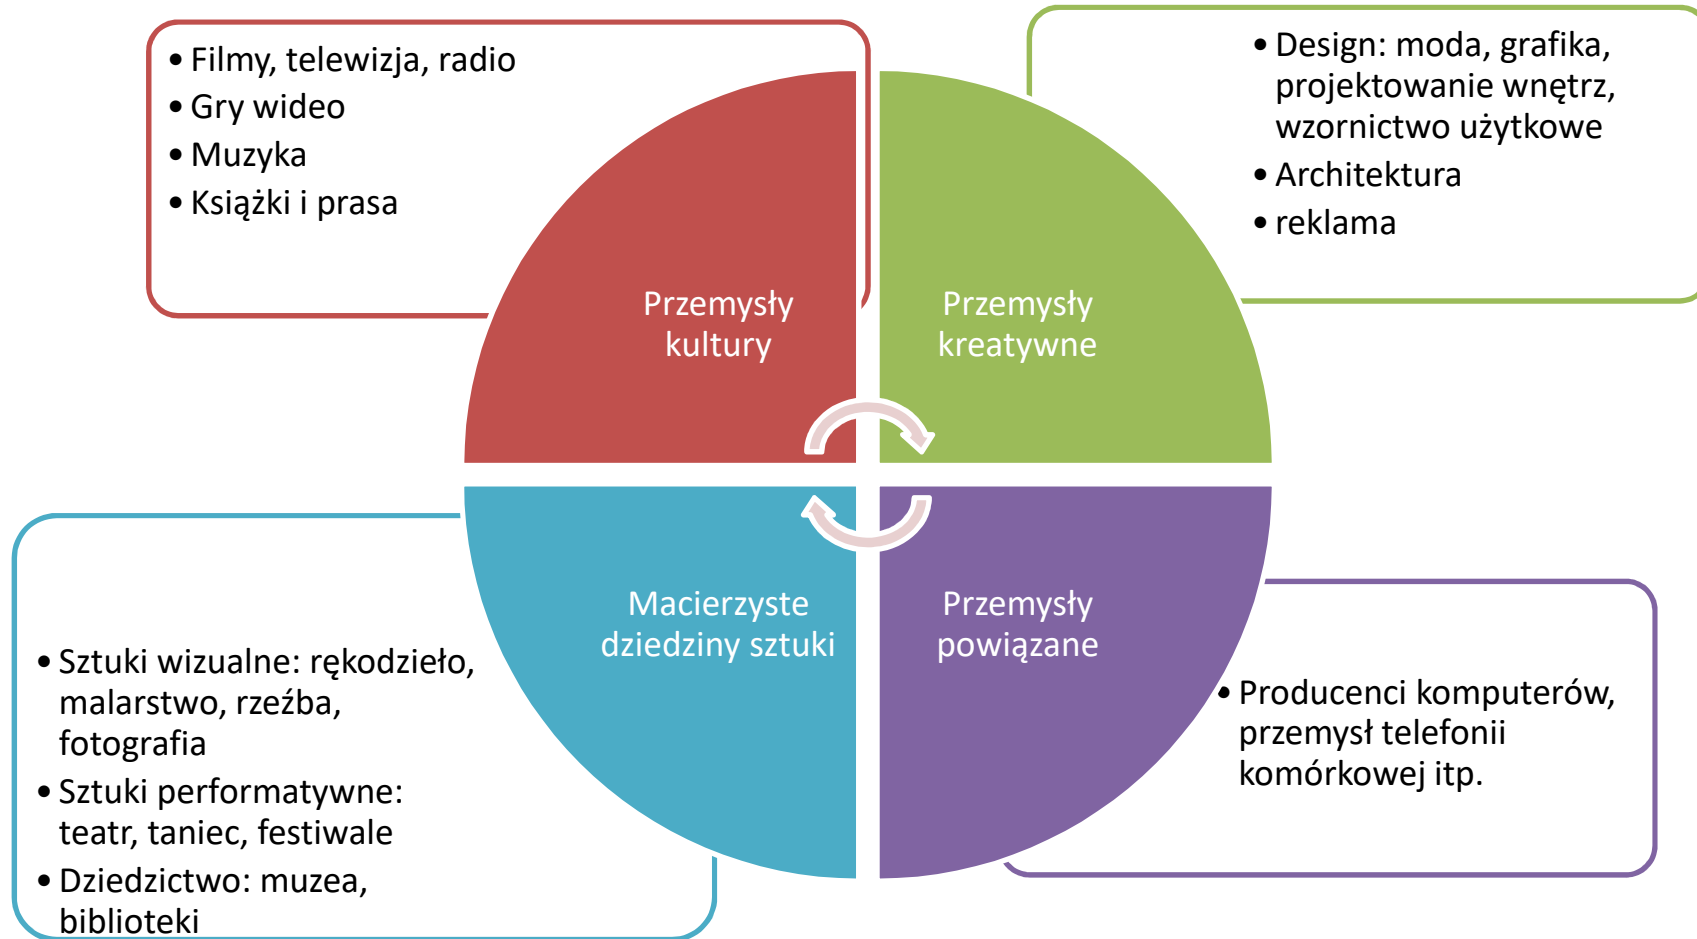 • Filmy, telewizja, radio
• Gry wideo
• Muzyka
• Książki i prasa
• Design: moda, grafika,
projektowanie wnętrz,
wzornictwo użytkowe
• Architektura
• reklama
Przemysły
kultury
Przemysły
kreatywne
Macierzyste
dziedziny sztuki
Przemysły
powiązane
• Sztuki wizualne: rękodzieło,
malarstwo, rzeźba,
fotografia
• Sztuki performatywne:
teatr, taniec, festiwale
• Dziedzictwo: muzea,
biblioteki
• Producenci komputerów,
przemysł telefonii
komórkowej itp.